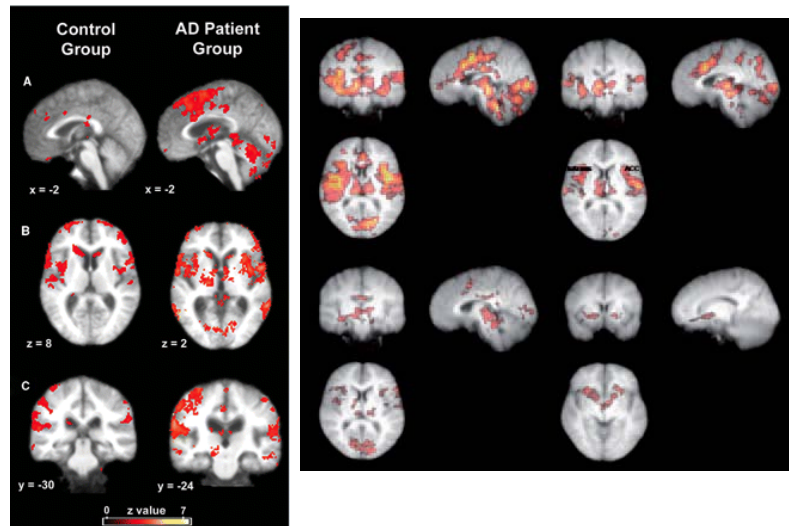 Control Group
AD Patient Group
A
x = -2
x = -2
B
z = 8
z = 2
C
y = -30
y = -24
0 z value 7